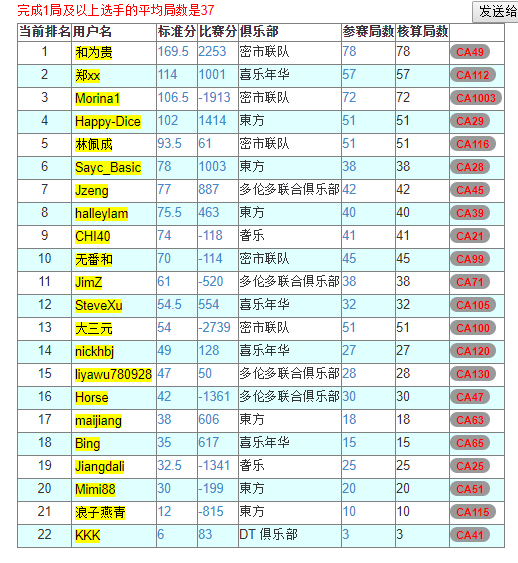 完成1局及以上选手的平均局数是37
发送给
当前排名 用户名 标准分 比赛分 俱乐部 参赛局数 核算局数
1 和为贵 169.5 2253 密市联队 78 78 CA49
2 郑xx 114 1001 喜乐年华 57 57 CA112
3 Morina1 106.5 -1913 密市联队 72 72 CA1003
4 Happy-Dice 102 1414 東方 51 51 CA29
5 林佩成 93.5 61 密市联队 51 51 CA116
6 Sayc_Basic 78 1003 東方 38 38 CA28
7 Jzeng 77 887 多伦多联合俱乐部 42 42 CA45
8 halleylam 75.5 463 東方 40 40 CA39
9 CHI40 74 -118 耆乐 41 41 CA21
10 无番和 70 -114 密市联队 45 45 CA99
11 JimZ 61 -520 多伦多联合俱乐部 38 38 CA71
12 SteveXu 54.5 554 喜乐年华 32 32 CA105
13 大三元 54 -2739 密市联队 51 51 CA100
14 nickhbj 49 128 喜乐年华 27 27 CA120
15 liyawu780928 47 50 多伦多联合俱乐部 28 28 CA130
16 Horse 42 -1361 多伦多联合俱乐部 30 30 CA47
17 maijiang 38 606 東方 18 18 CA63
18 Bing 35 617 喜乐年华 15 15 CA65
19 Jiangdali 32.5 -1341 耆乐 25 25 CA25
20 Mimi88 30 -199 東方 20 20 CA51
21 浪子燕青 12 -815 東方 10 10 CA115
22 KKK 6 83 DT 俱乐部 3 3 CA41